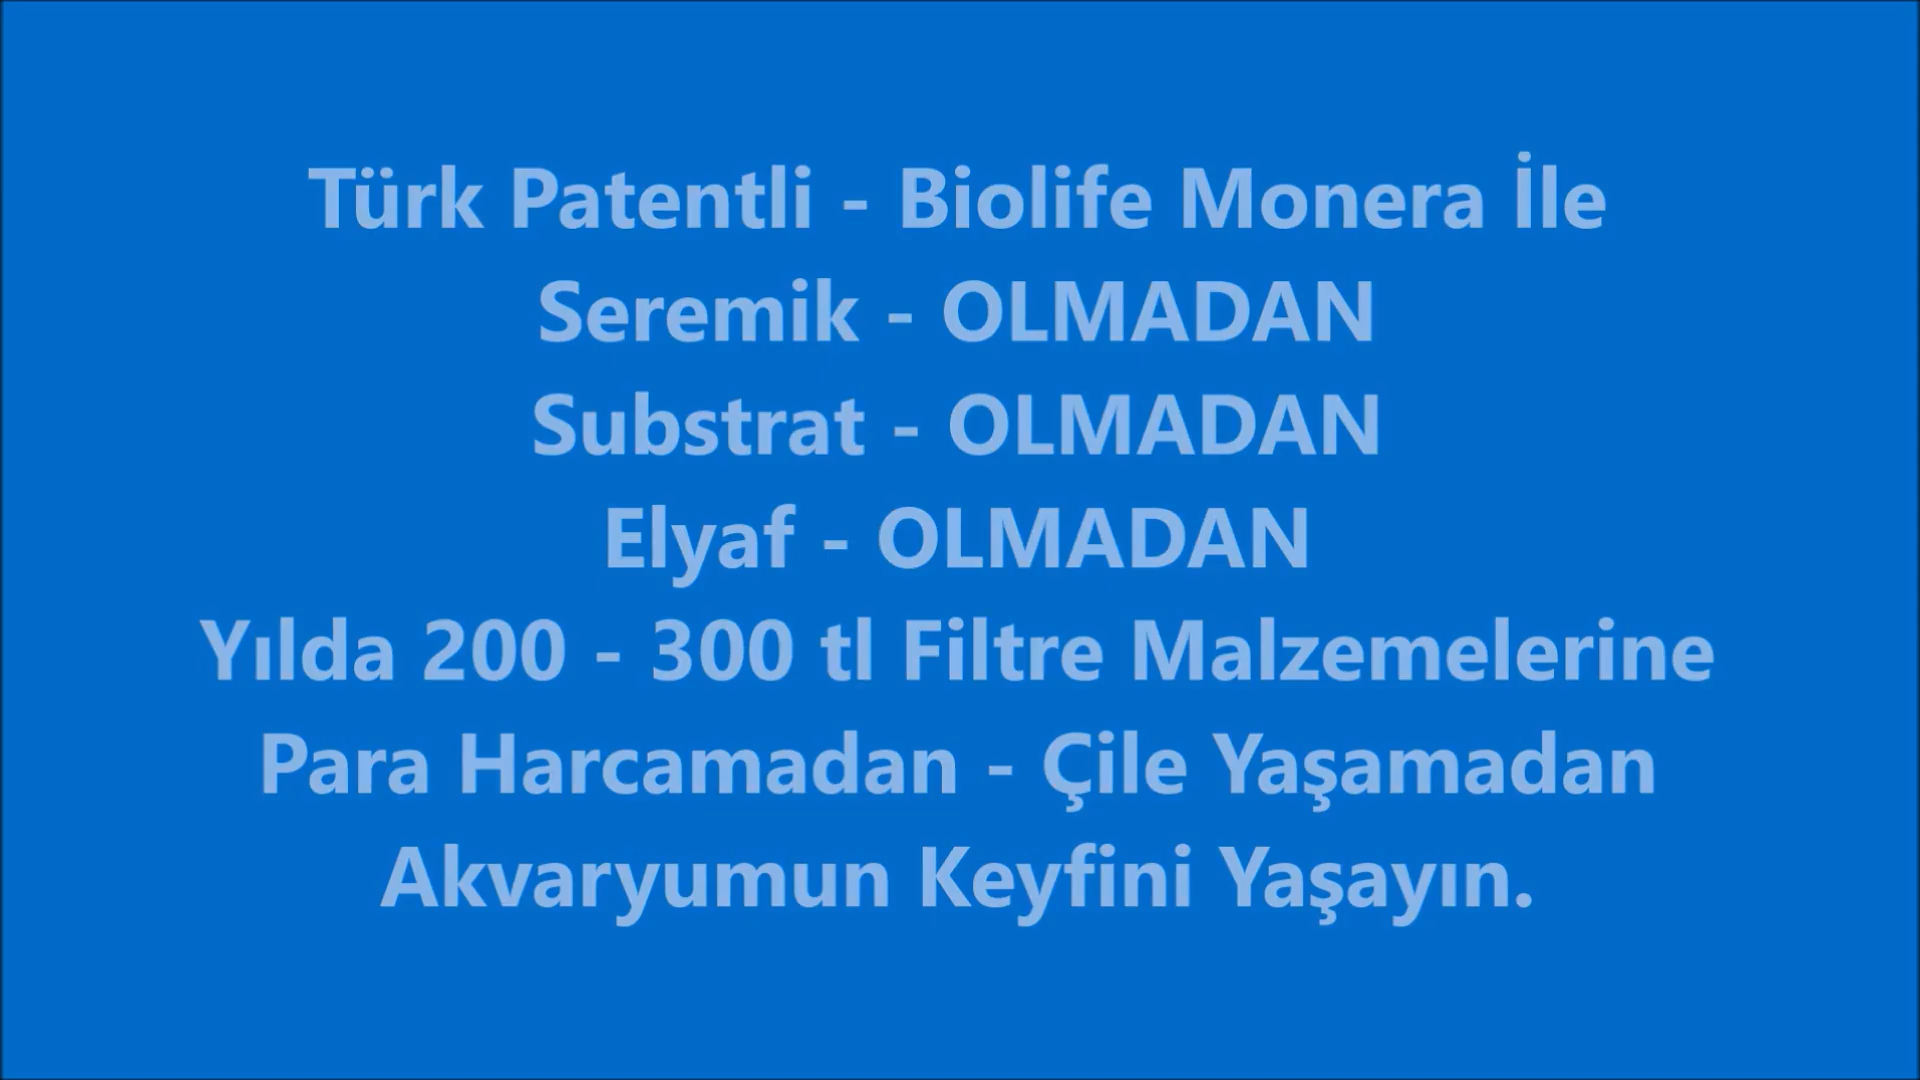 Türk Patentli - Biolife Monera İle
Seremik - OLMADAN
Substrat - OLMADAN
Elyaf - OLMADAN
Yılda 200 - 300 tl Filtre Malzemelerine
Para Harcamadan - Çile Yaşamadan
Akvaryumun Keyfini Yaşayın.